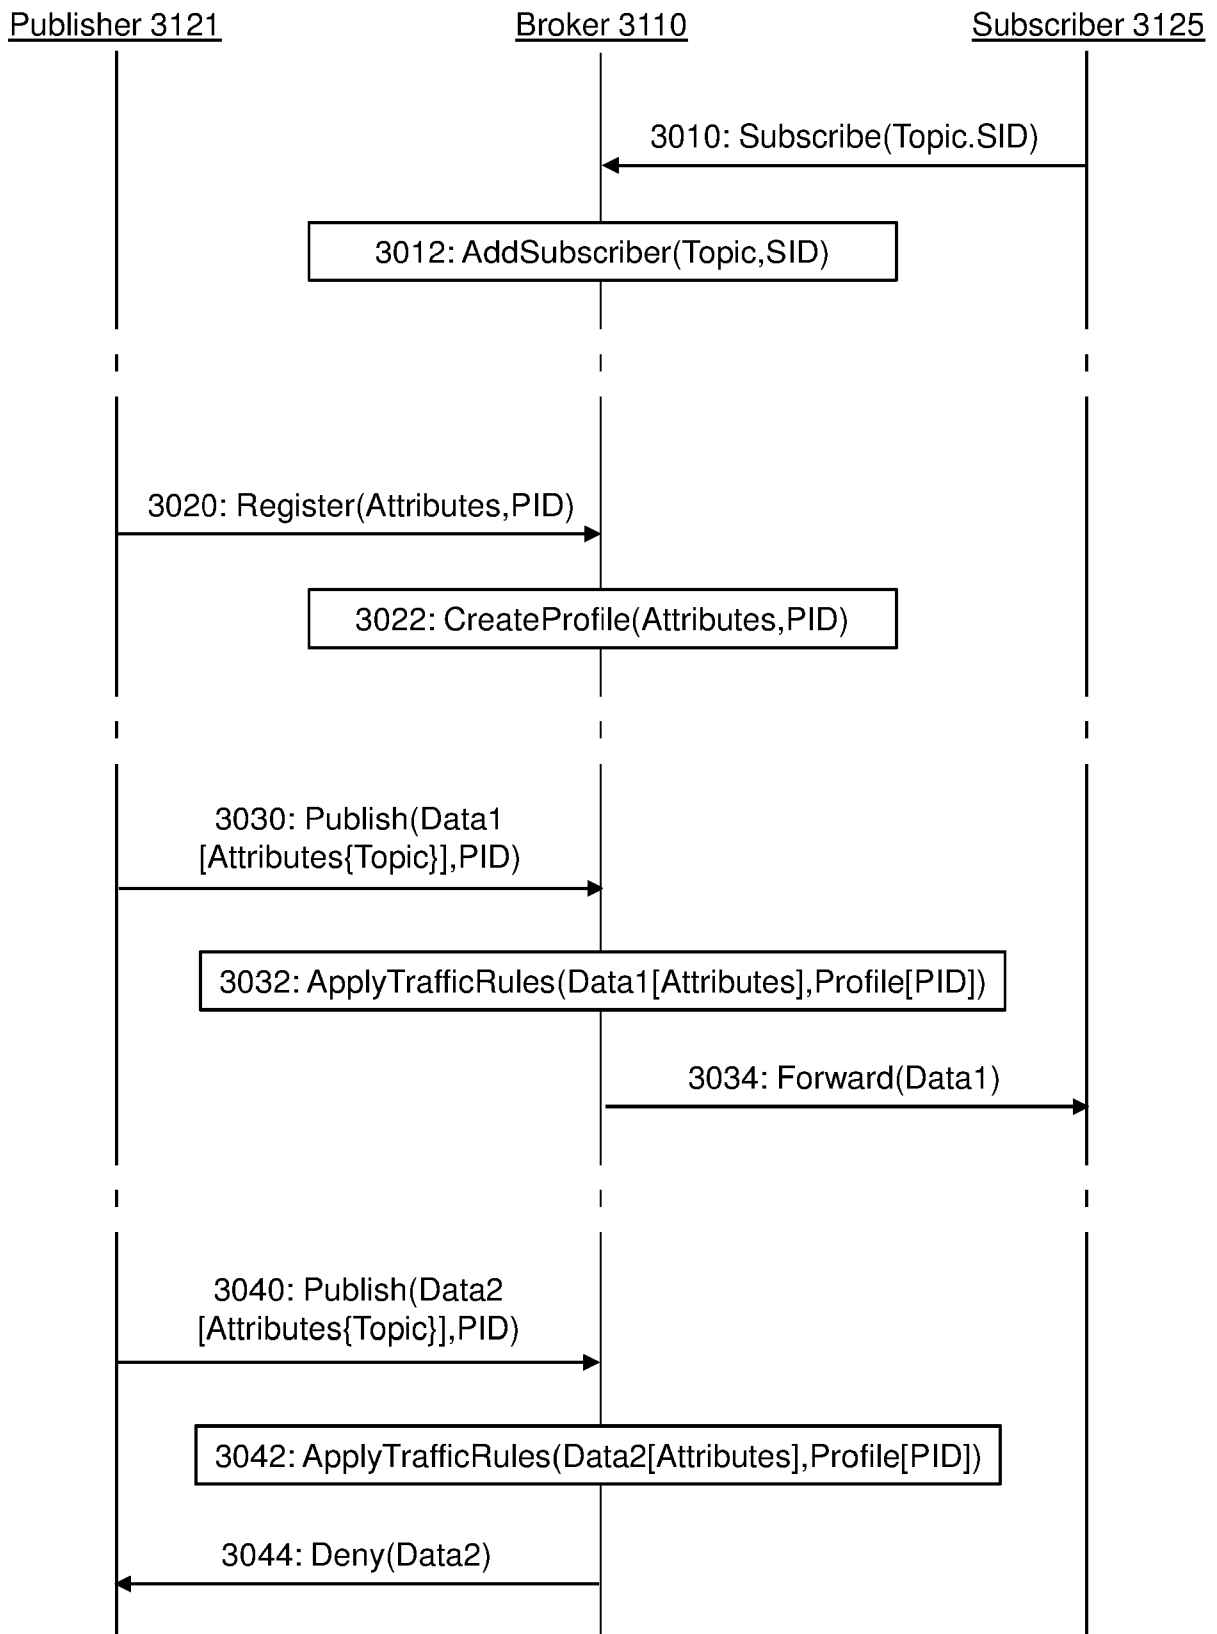 Publisher 3121
Broker 3110
Subscriber 3125
3010: Subscribe(Topic.SID)
3012: AddSubscriber(Topic,SID)
3020: Register(Attributes,PID)
3022: CreateProfile(Attributes,PID)
3030: Publish(Data1
[Attributes{Topic}],PID)
3032: ApplyTrafficRules(Data1[Attributes],Profile[PID])
3034: Forward(Data1)
3040: Publish(Data2
[Attributes{Topic}],PID)
3042: ApplyTrafficRules(Data2[Attributes],Profile[PID])
3044: Deny(Data2)